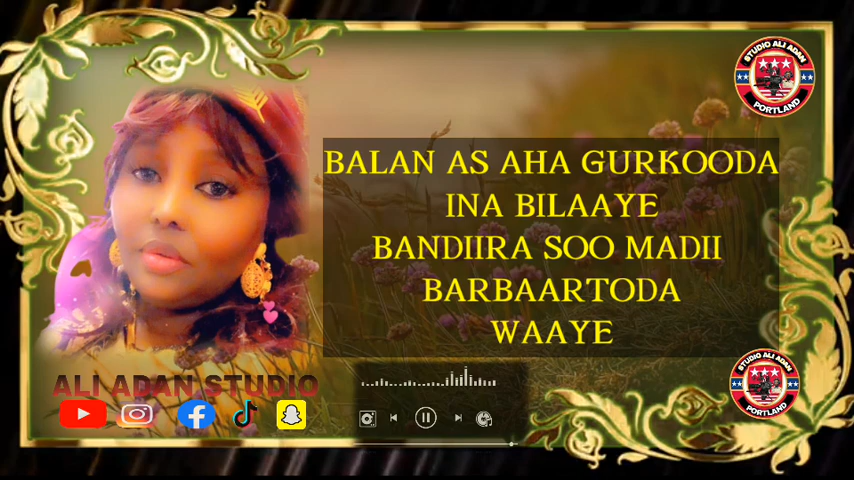 STUDIO ALI ADAN
PORTLAND
BALAN AS AHA GURKOODA
INA BILAAYE
BANDIIRA SOO MADII
BARBAARTODA
WAAYE
ALI ADAN STUDIO
STUDIO ALI ADAN
PORTLAND